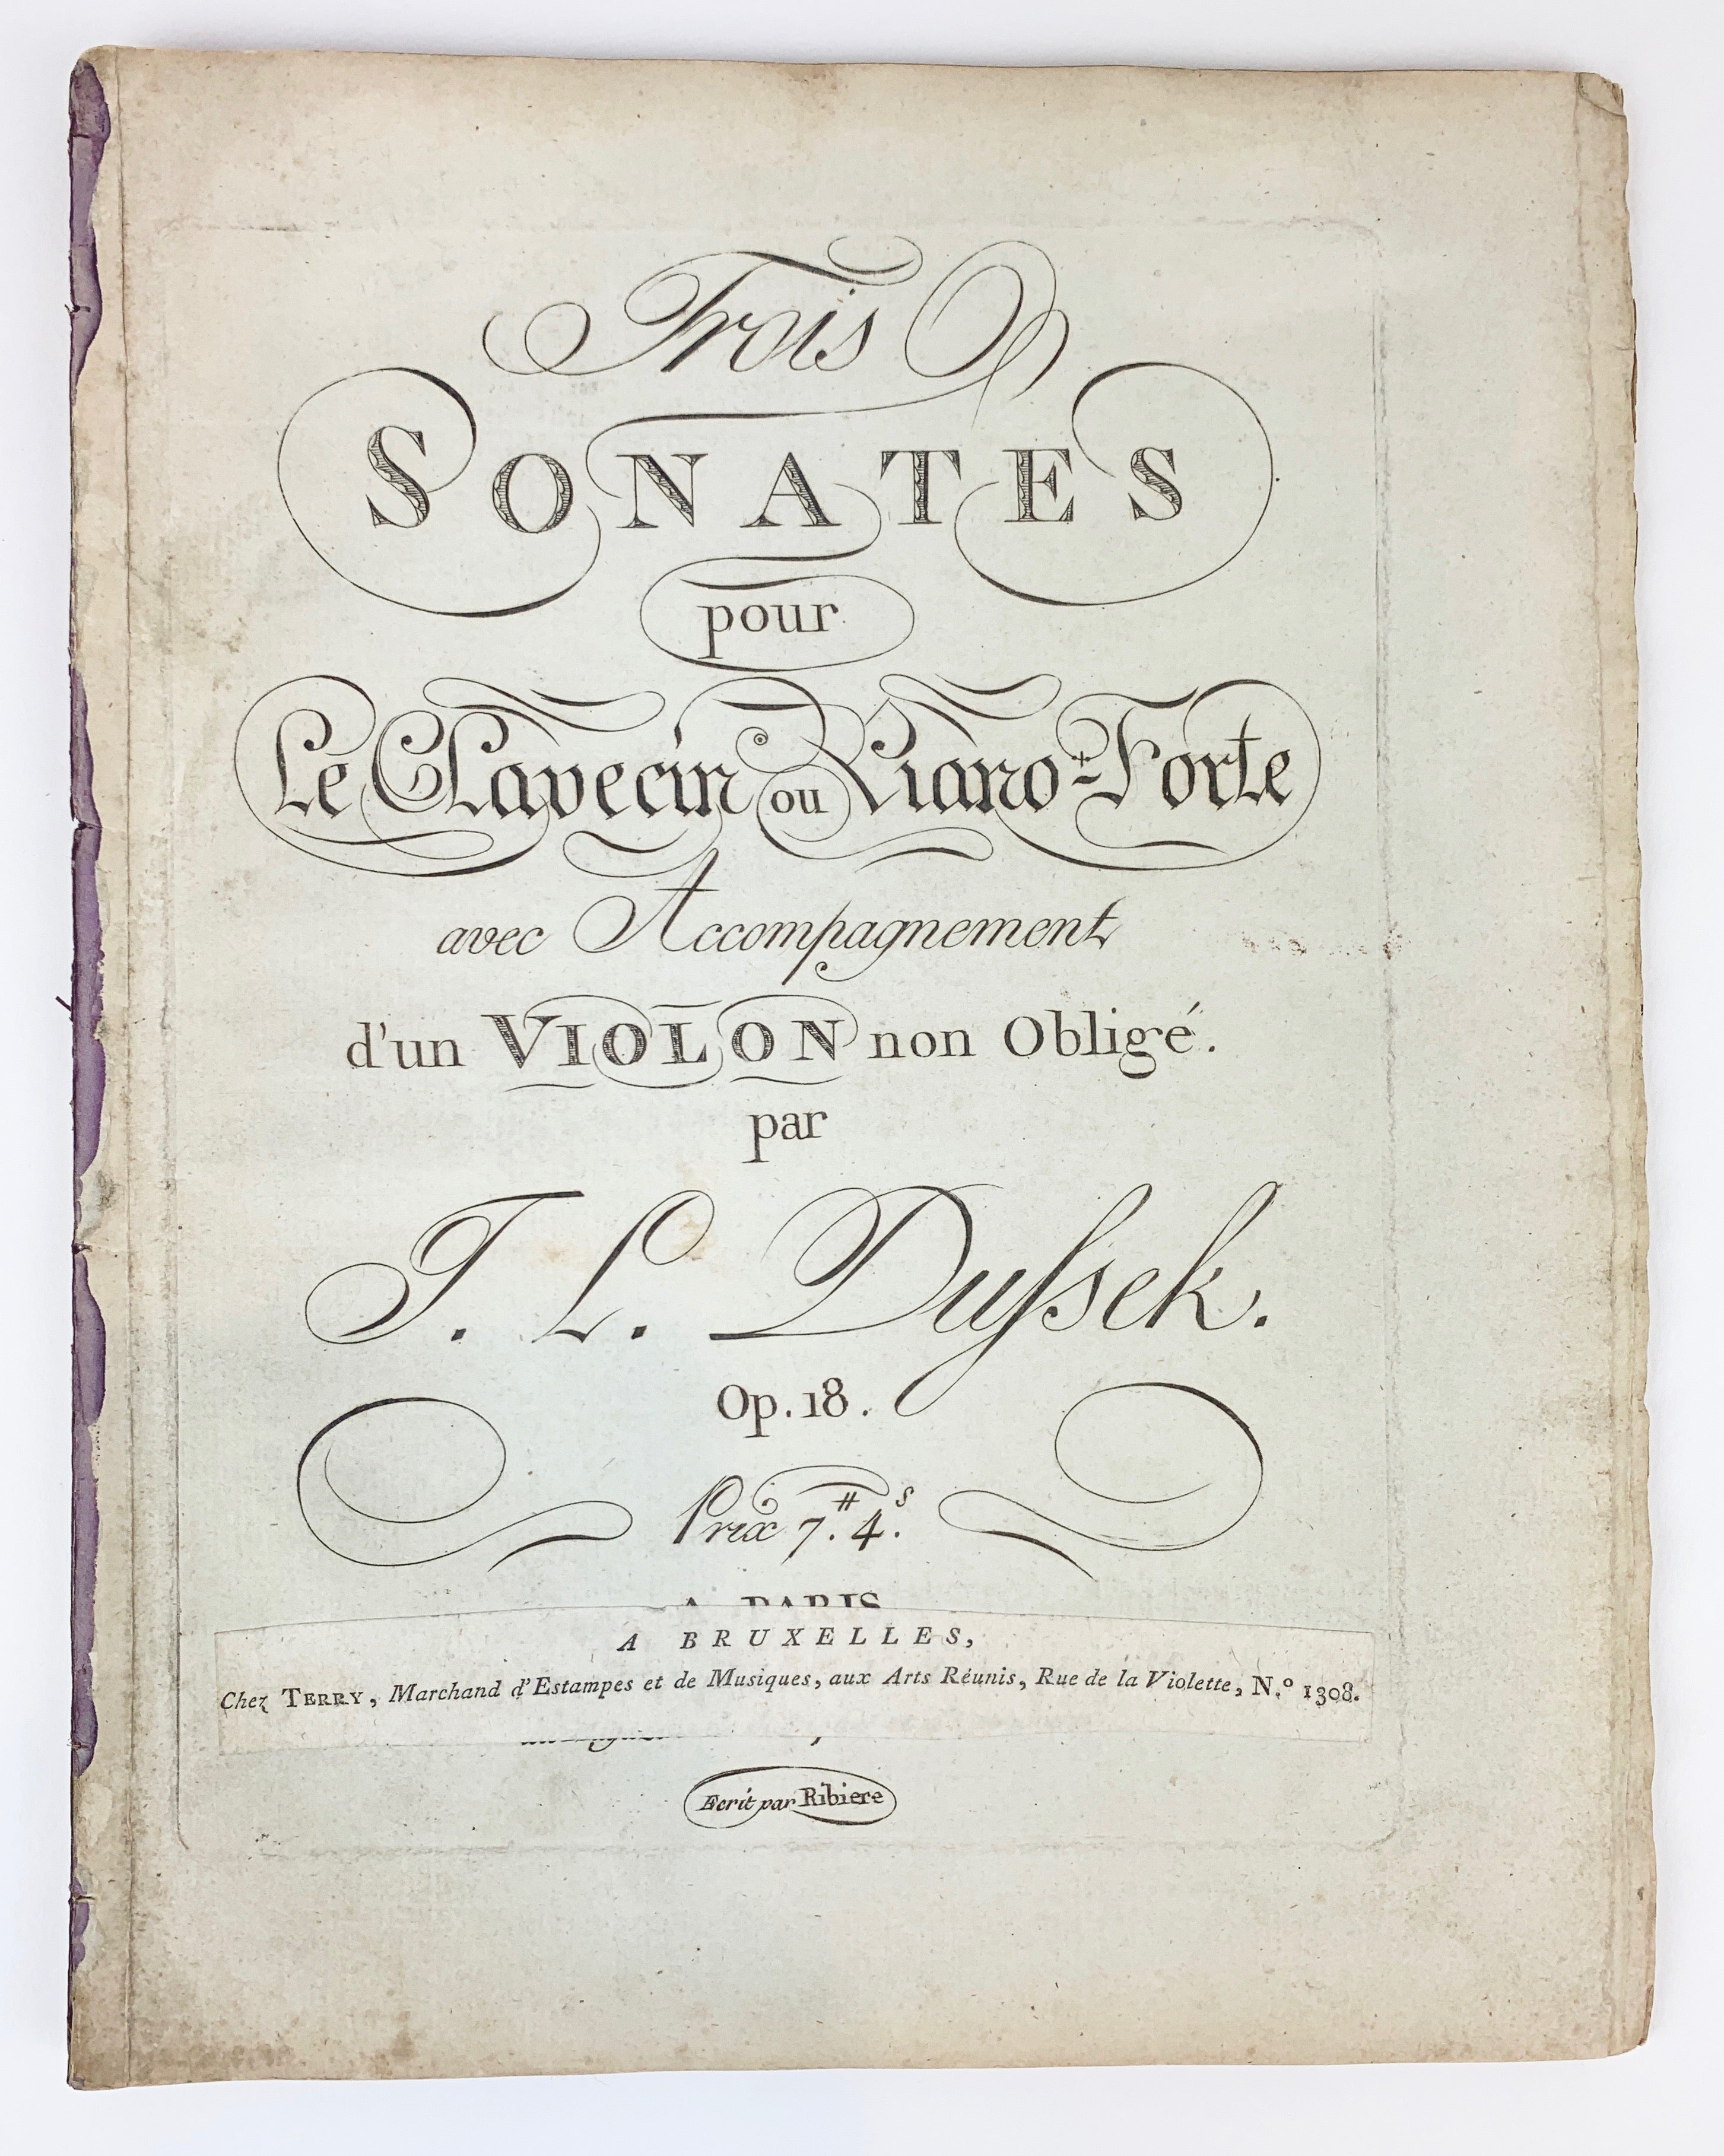 Trois
SONATES
pour
Le Clavecin ou Piano-Forte
avec Accompagnement
d'un VIOLON non Obligé.
par
J. L. Duſsek.
Op. 18.
Prix 7.# 4.s
A PARIS
A BRUXELLES,
Chez TERRY, Marchand d'Estampes et de Musiques, aux Arts Réunis, Rue de la Violette, N.º 1308.
Ecrit par Ribiere